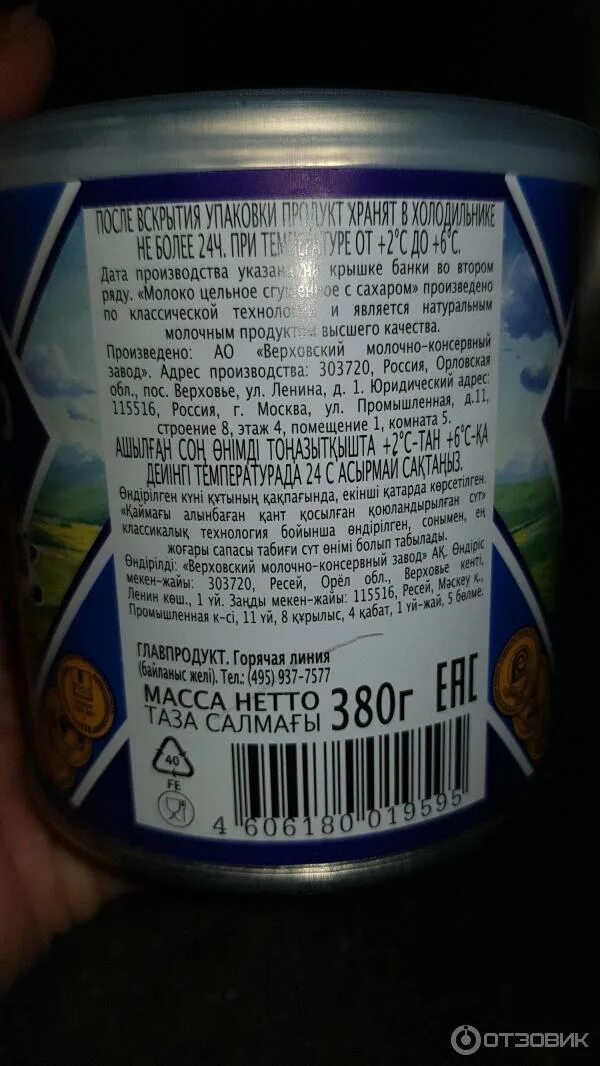 ПОСЛЕ ВСКРЫТИЯ УПАКОВКИ ПРОДУКТ ХРАНЯТ В ХОЛОДИЛЬНИКЕ
НЕ БОЛЕЕ 24Ч. ПРИ ТЕМПЕРАТУРЕ ОТ +2°С ДО +6°С.
Дата производства указана на крышке банки во втором
ряду. «Молоко цельное сгущенное с сахаром» произведено
по классической технологии и является натуральным
молочным продуктом высшего качества.
Произведено: АО «Верховский молочно-консервный
завод». Адрес производства: 303720, Россия, Орловская
обл., пос. Верховье, ул. Ленина, д. 1. Юридический адрес:
115516, Россия, г. Москва, ул. Промышленная, д.11,
строение 8, этаж 4, помещение 1, комната 5.
АШЫЛҒАН СОҢ ӨНІМДІ ТОҢАЗЫТҚЫШТА +2°С-ТАН +6°С-ҚА
ДЕЙІНГІ ТЕМПЕРАТУРАДА 24 С АСЫРМАЙ САҚТАҢЫЗ.
Өндірілген күні құтының қақпағында, екінші қатарда көрсетілген.
«Қаймағы алынбаған қант қосылған қоюландырылған сүт»
классикалық технология бойынша өндірілген, сонымен, ең
жоғары сапасы табиғи сүт өнімі болып табылады.
Өндірілді: «Верховский молочно-консервный завод» АҚ. Өндіріс
мекен-жайы: 303720, Ресей, Орёл обл., Верховье кенті,
Ленин көш., 1 үй. Заңды мекен-жайы: 115516, Ресей, Мәскеу қ.,
Промышленная к-сі, 11 үй, 8 құрылыс, 4 қабат, 1 үй-жай, 5 бөлме.
ГЛАВПРОДУКТ. Горячая линия
(байланыс желі). Тел.: (495) 937-7577
МАССА НЕТТО
ТАЗА САЛМАҒЫ 380г ЕАС
40
FE
4 606180 019595
ОТЗОВИК